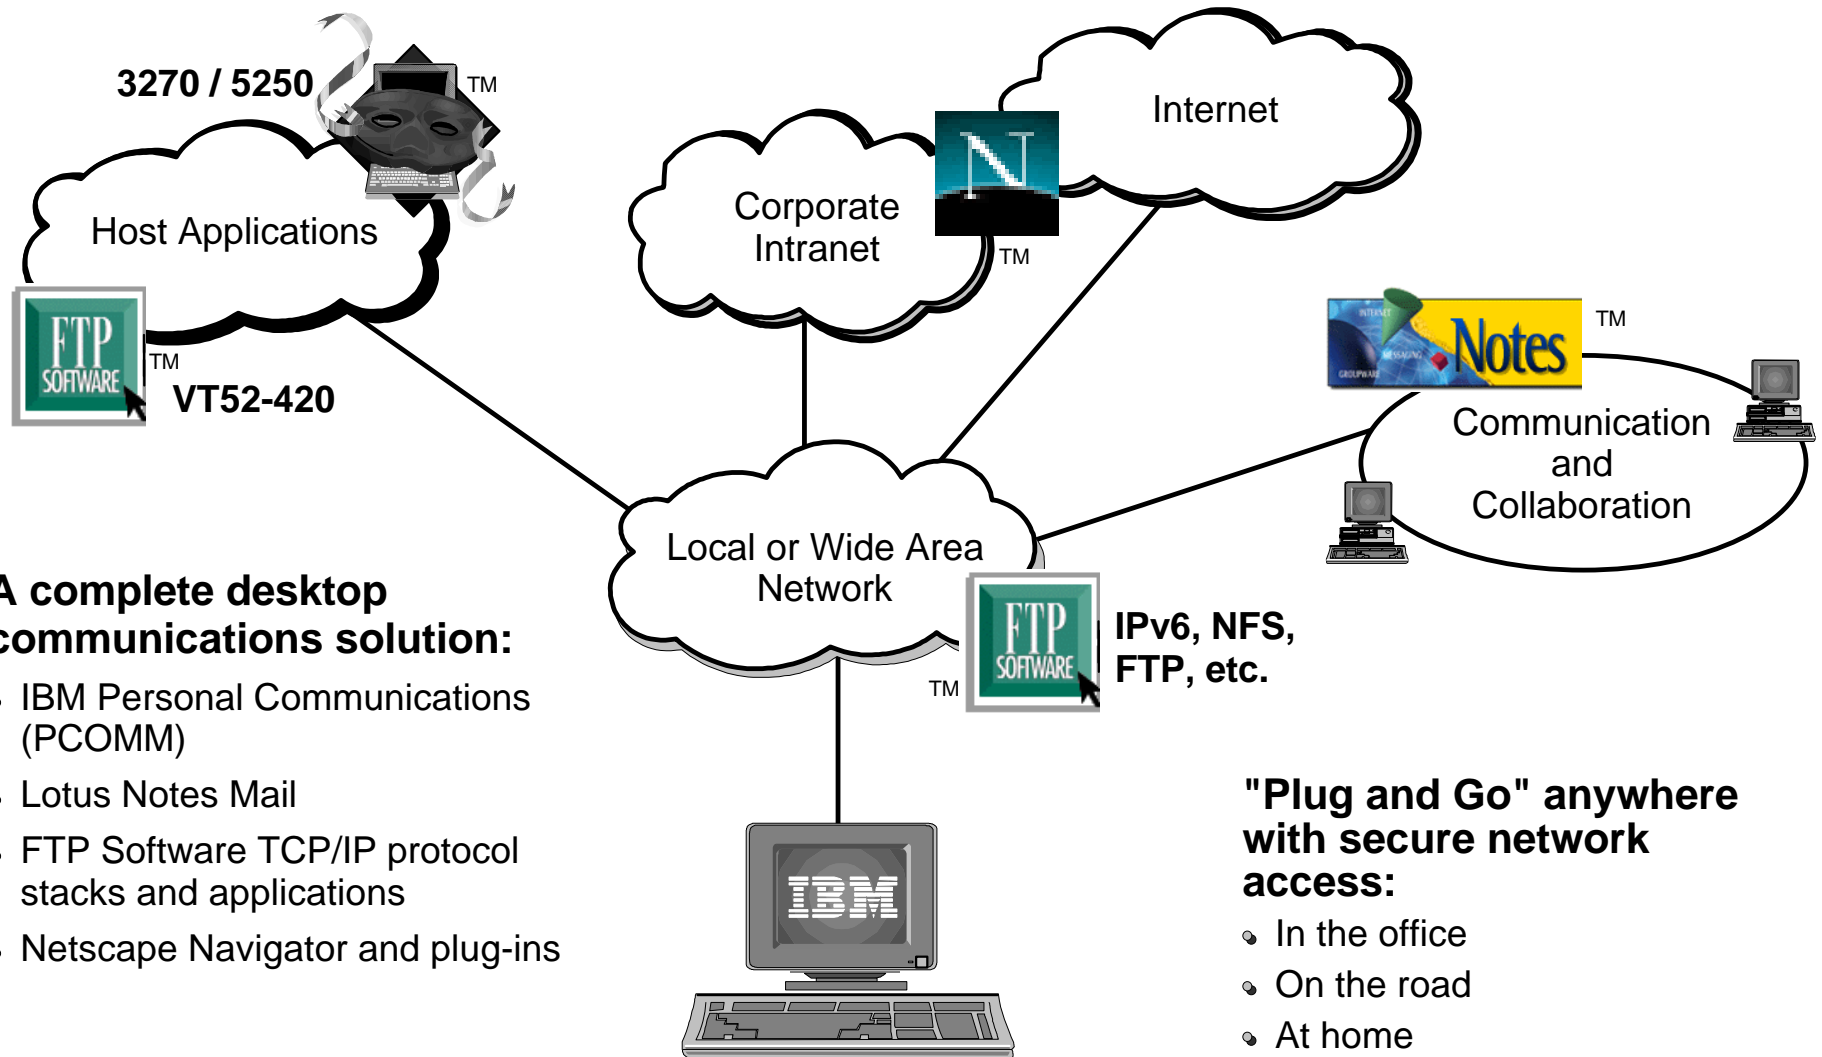 3270 / 5250
TM
Host Applications
FTP
SOFTWARE
TM
VT52-420
Internet
N
Corporate
Intranet
TM
INTERNET
MESSAGING
GROUPWARE
Notes
TM
Communication
and
Collaboration
Local or Wide Area
Network
FTP
SOFTWARE
TM
IPv6, NFS,
FTP, etc.
A complete desktop
communications solution:
IBM Personal Communications
(PCOMM)
Lotus Notes Mail
FTP Software TCP/IP protocol
stacks and applications
Netscape Navigator and plug-ins
IBM
"Plug and Go" anywhere
with secure network
access:
In the office
On the road
At home